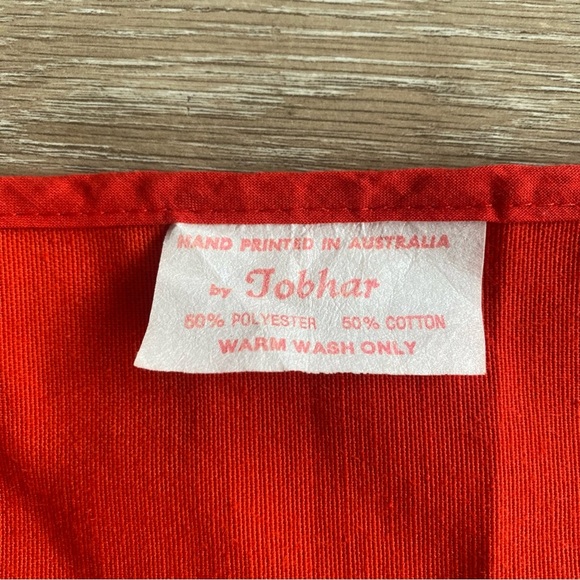 HAND PRINTED IN AUSTRALIA
by Tobhar
50% POLYESTER 50% COTTON
WARM WASH ONLY